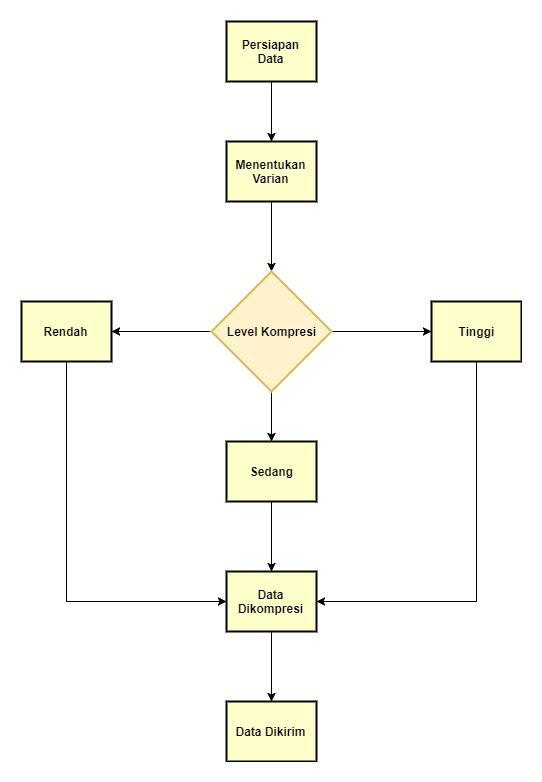 Persiapan
Data
Menentukan
Varian
Rendah
Level Kompresi
Tinggi
Sedang
Data
Dikompresi
Data Dikirim